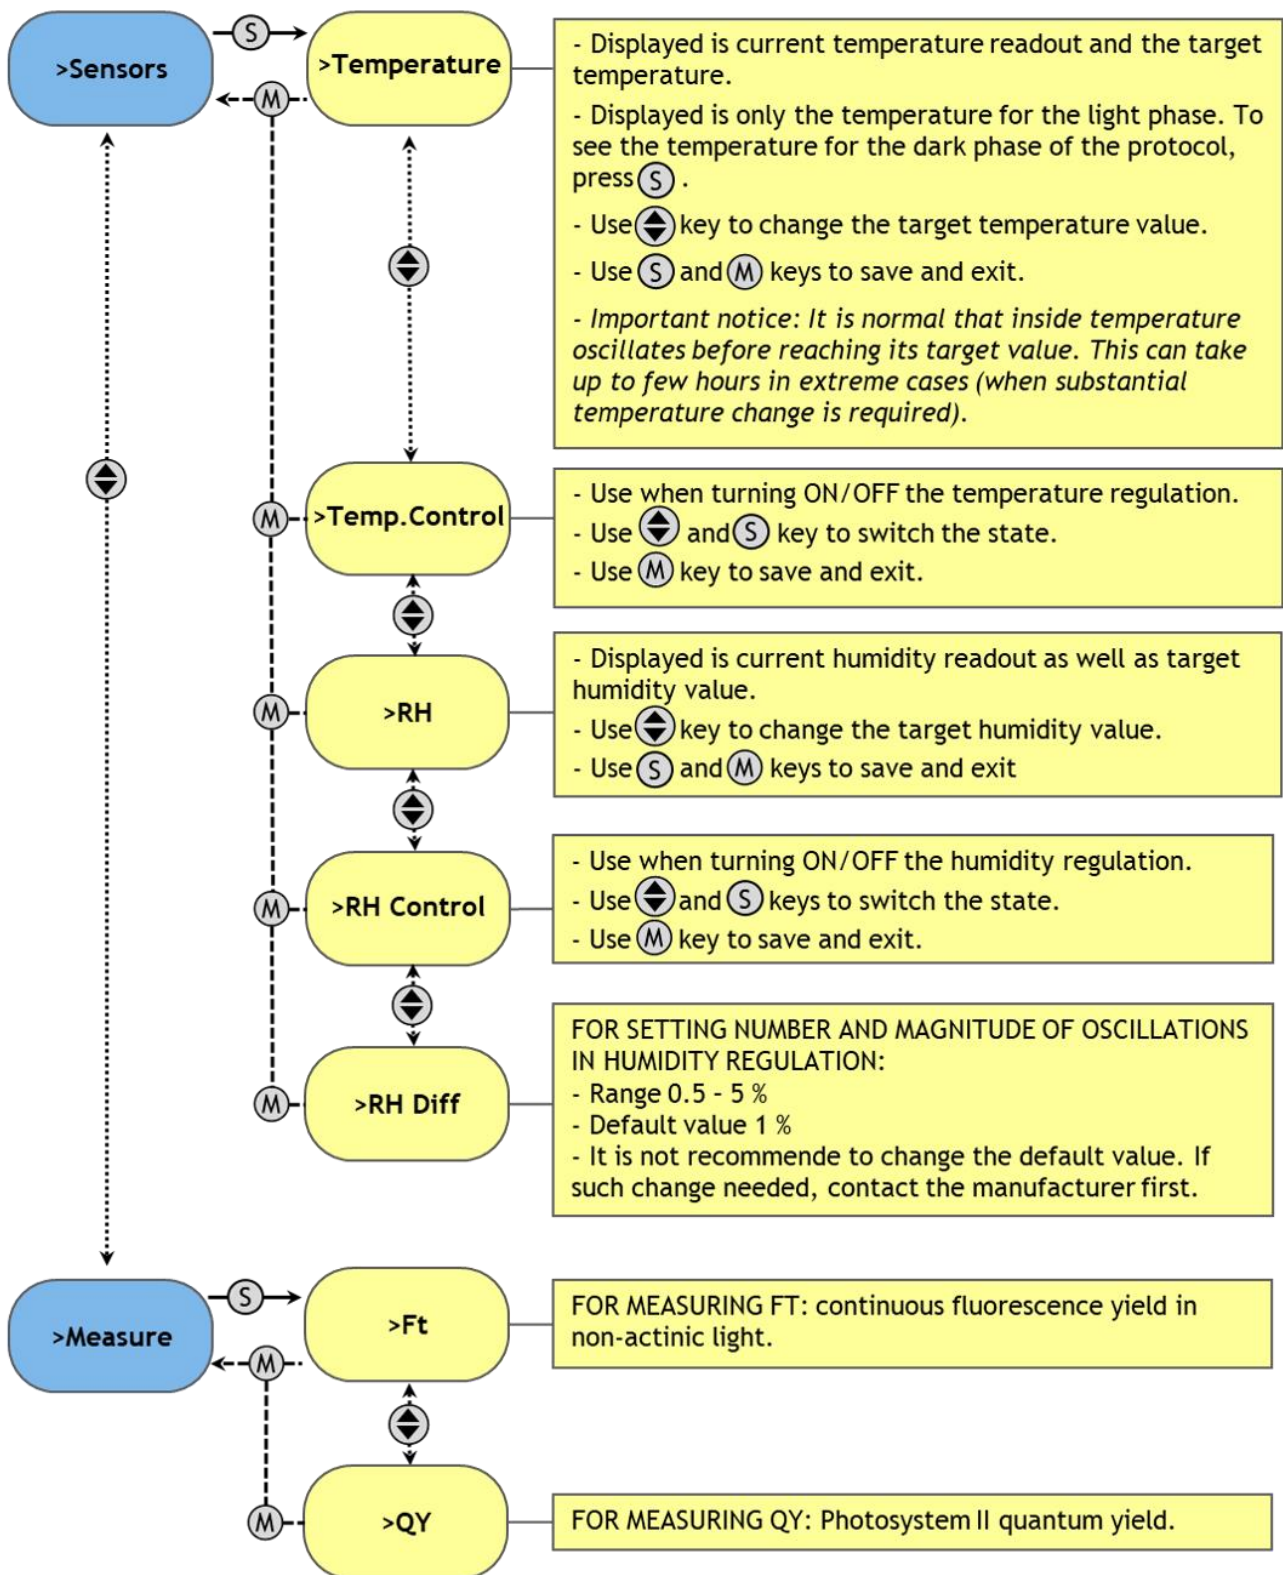 >Sensors
S
>Temperature
M
- Displayed is current temperature readout and the target
temperature.
- Displayed is only the temperature for the light phase. To
see the temperature for the dark phase of the protocol,
press S .
- Use key to change the target temperature value.
- Use S and M keys to save and exit.
- Important notice: It is normal that inside temperature
oscillates before reaching its target value. This can take
up to few hours in extreme cases (when substantial
temperature change is required).
M
>Temp.Control
- Use when turning ON/OFF the temperature regulation.
- Use and S key to switch the state.
- Use M key to save and exit.
M
>RH
- Displayed is current humidity readout as well as target
humidity value.
- Use key to change the target humidity value.
- Use S and M keys to save and exit
M
>RH Control
- Use when turning ON/OFF the humidity regulation.
- Use and S keys to switch the state.
- Use M key to save and exit.
M
>RH Diff
FOR SETTING NUMBER AND MAGNITUDE OF OSCILLATIONS
IN HUMIDITY REGULATION:
- Range 0.5 – 5 %
- Default value 1 %
- It is not recommende to change the default value. If
such change needed, contact the manufacturer first.
>Measure
S
>Ft
M
FOR MEASURING FT: continuous fluorescence yield in
non-actinic light.
M
>QY
FOR MEASURING QY: Photosystem II quantum yield.